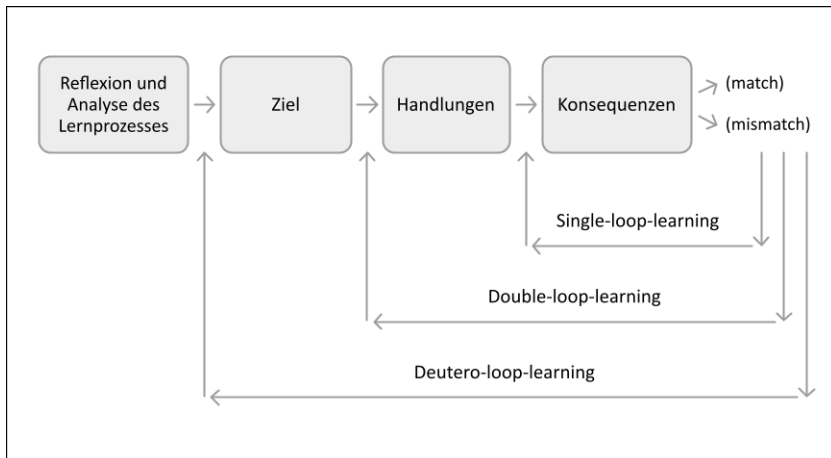 Reflexion und
Analyse des
Lernprozesses
Ziel
Handlungen
Konsequenzen
(match)
(mismatch)
Single-loop-learning
Double-loop-learning
Deutero-loop-learning